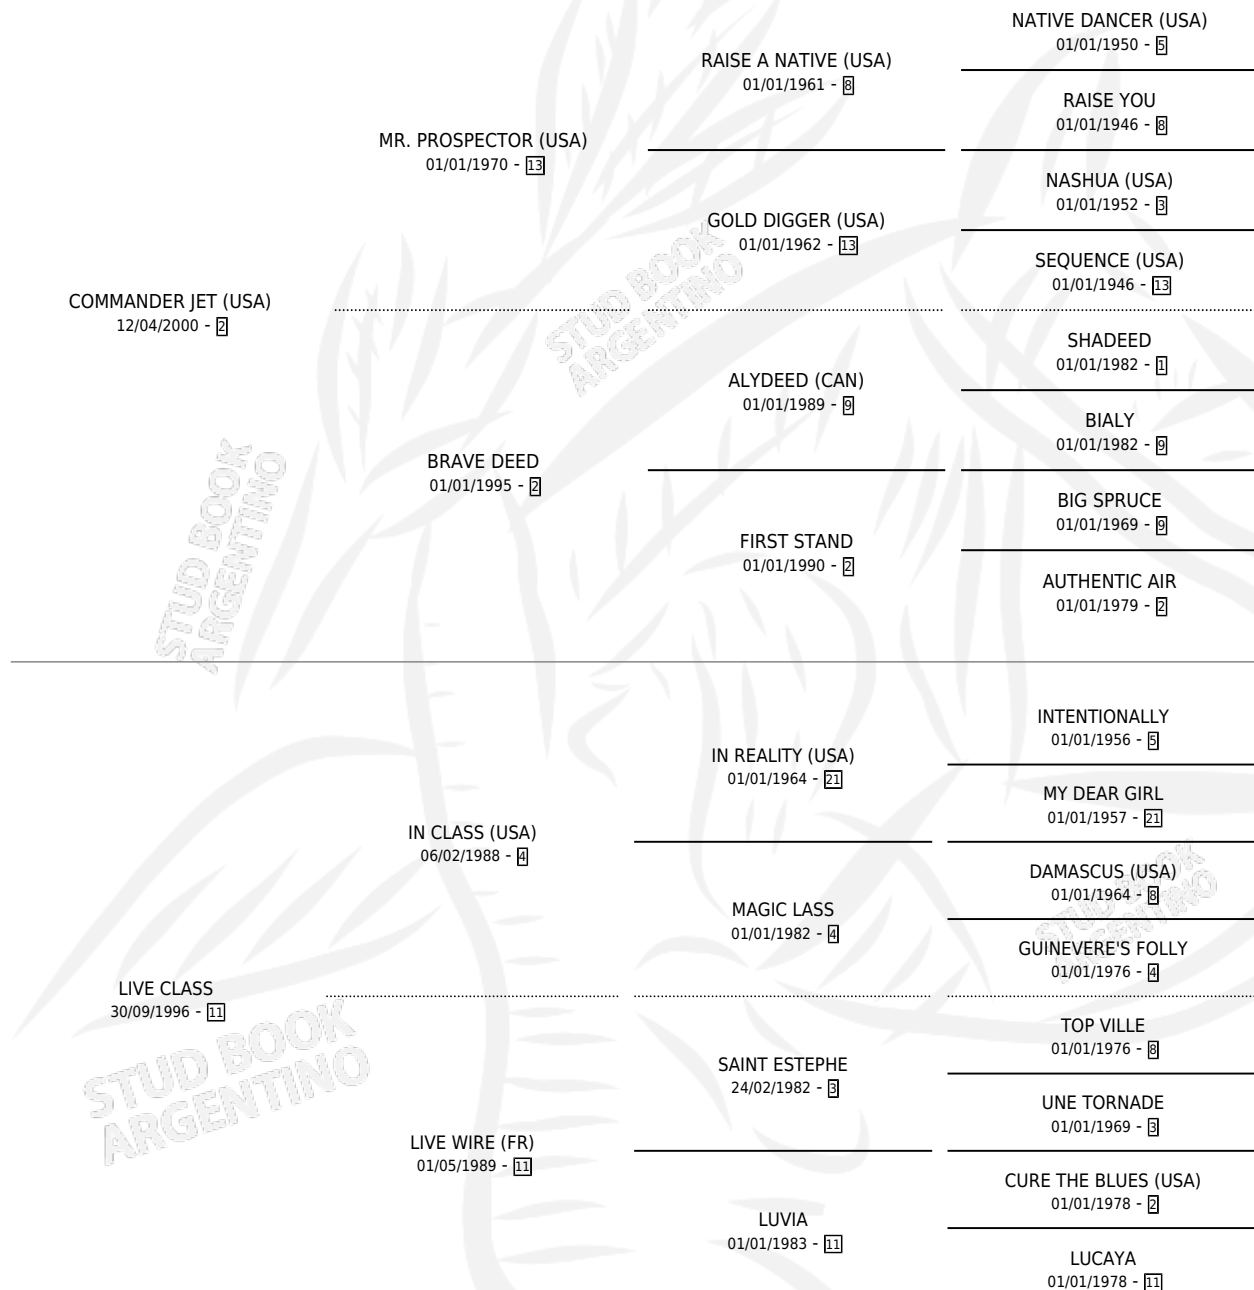 NATIVE DANCER (USA)
01/01/1950 - 5
RAISE A NATIVE (USA)
01/01/1961 - 8
RAISE YOU
01/01/1946 - 8
MR. PROSPECTOR (USA)
01/01/1970 - 13
NASHUA (USA)
01/01/1952 - 3
GOLD DIGGER (USA)
01/01/1962 - 13
SEQUENCE (USA)
01/01/1946 - 13
COMMANDER JET (USA)
12/04/2000 - 2
SHADEED
01/01/1982 - 1
ALYDEED (CAN)
01/01/1989 - 9
BIALY
01/01/1982 - 9
BRAVE DEED
01/01/1995 - 2
BIG SPRUCE
01/01/1969 - 9
FIRST STAND
01/01/1990 - 2
AUTHENTIC AIR
01/01/1979 - 2
INTENTIONALLY
01/01/1956 - 5
IN REALITY (USA)
01/01/1964 - 21
MY DEAR GIRL
01/01/1957 - 21
IN CLASS (USA)
06/02/1988 - 4
DAMASCUS (USA)
01/01/1964 - 8
MAGIC LASS
01/01/1982 - 4
GUINEVERE'S FOLLY
01/01/1976 - 4
LIVE CLASS
30/09/1996 - 11
TOP VILLE
01/01/1976 - 8
SAINT ESTEPHE
24/02/1982 - 3
UNE TORNADE
01/01/1969 - 3
LIVE WIRE (FR)
01/05/1989 - 11
CURE THE BLUES (USA)
01/01/1978 - 2
LUVIA
01/01/1983 - 11
LUCAYA
01/01/1978 - 11
STUD BOOK
ARGENTINO
STUD BOOK
ARGENTINO
STUD BOOK
ARGENTINO
STUD BOOK
ARGENTINO